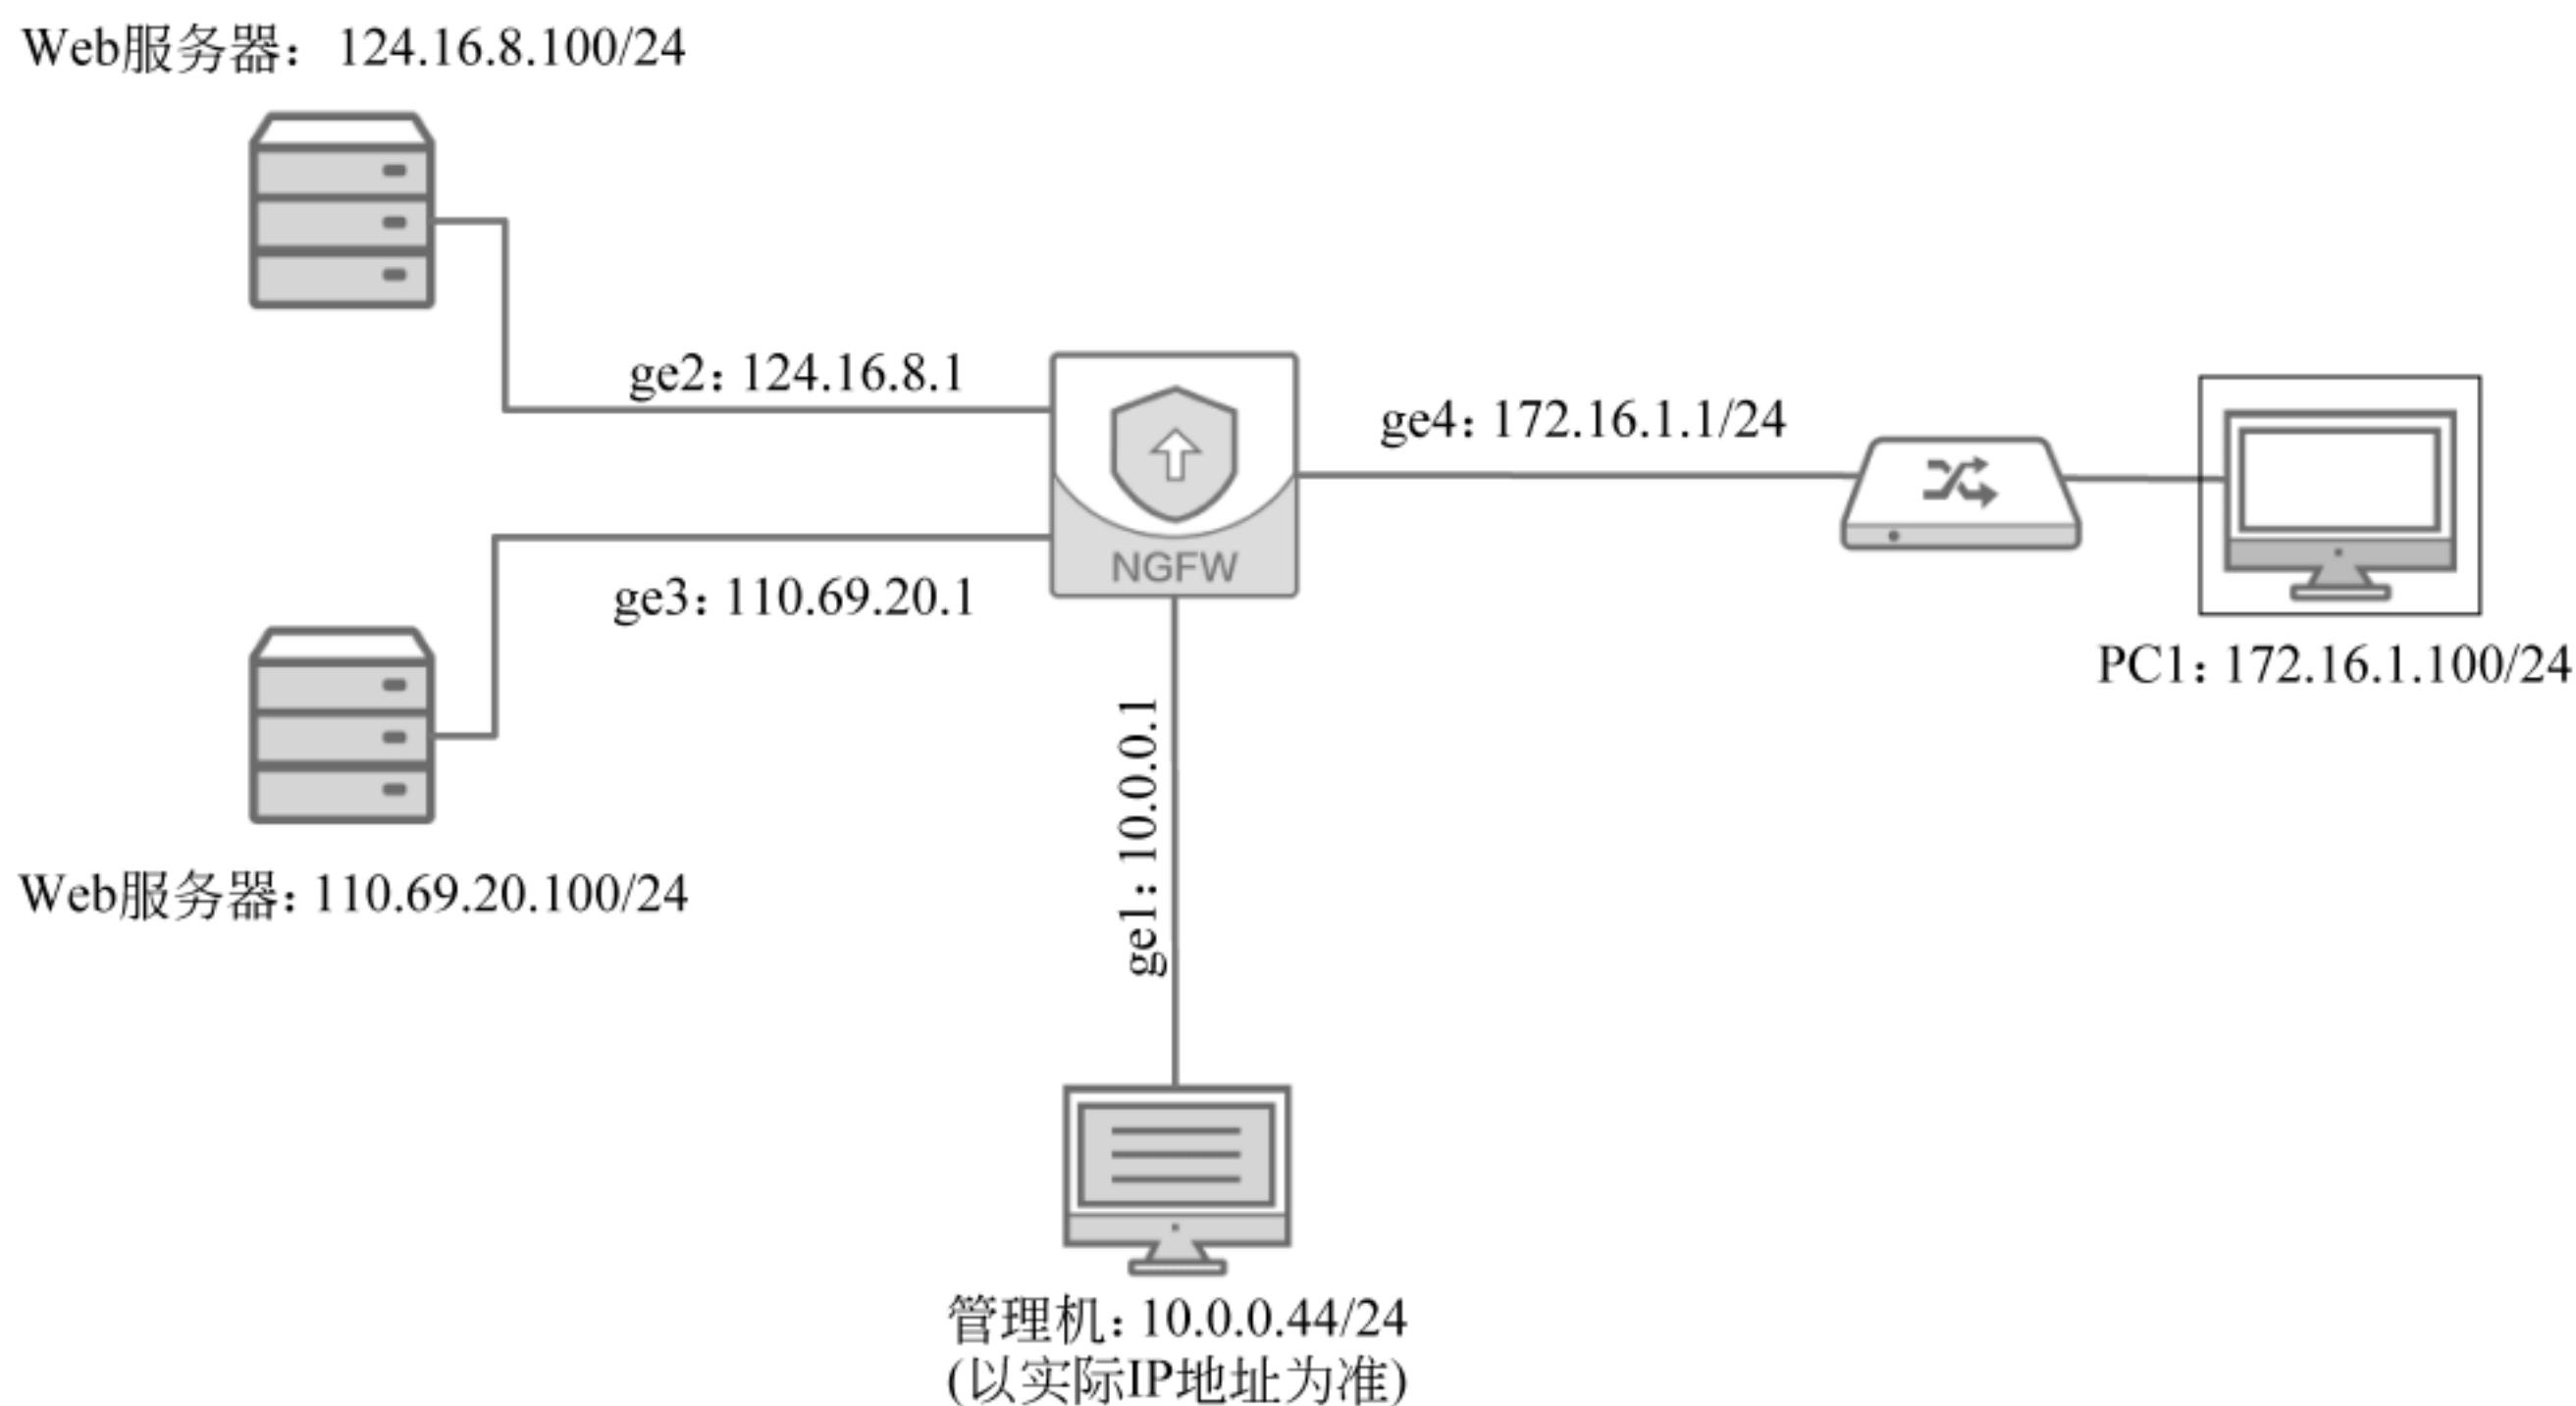 Web服务器： 124.16.8.100/24
ge2：124.16.8.1
ge4：172.16.1.1/24
NGFW
ge3：110.69.20.1
PC1：172.16.1.100/24
ge1：10.0.0.1
Web服务器：110.69.20.100/24
管理机：10.0.0.44/24
(以实际IP地址为准)